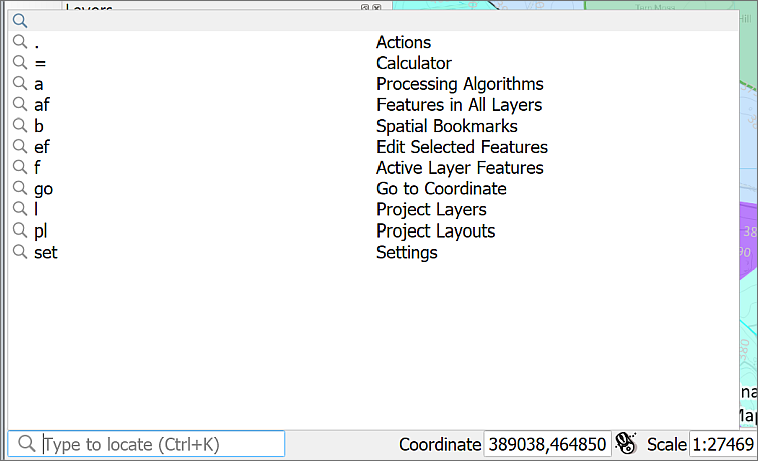 Layers
. Actions
= Calculator
a Processing Algorithms
af Features in All Layers
b Spatial Bookmarks
ef Edit Selected Features
f Active Layer Features
go Go to Coordinate
l Project Layers
pl Project Layouts
set Settings
Type to locate (Ctrl+K) Coordinate 389038,464850 Scale 1:27469